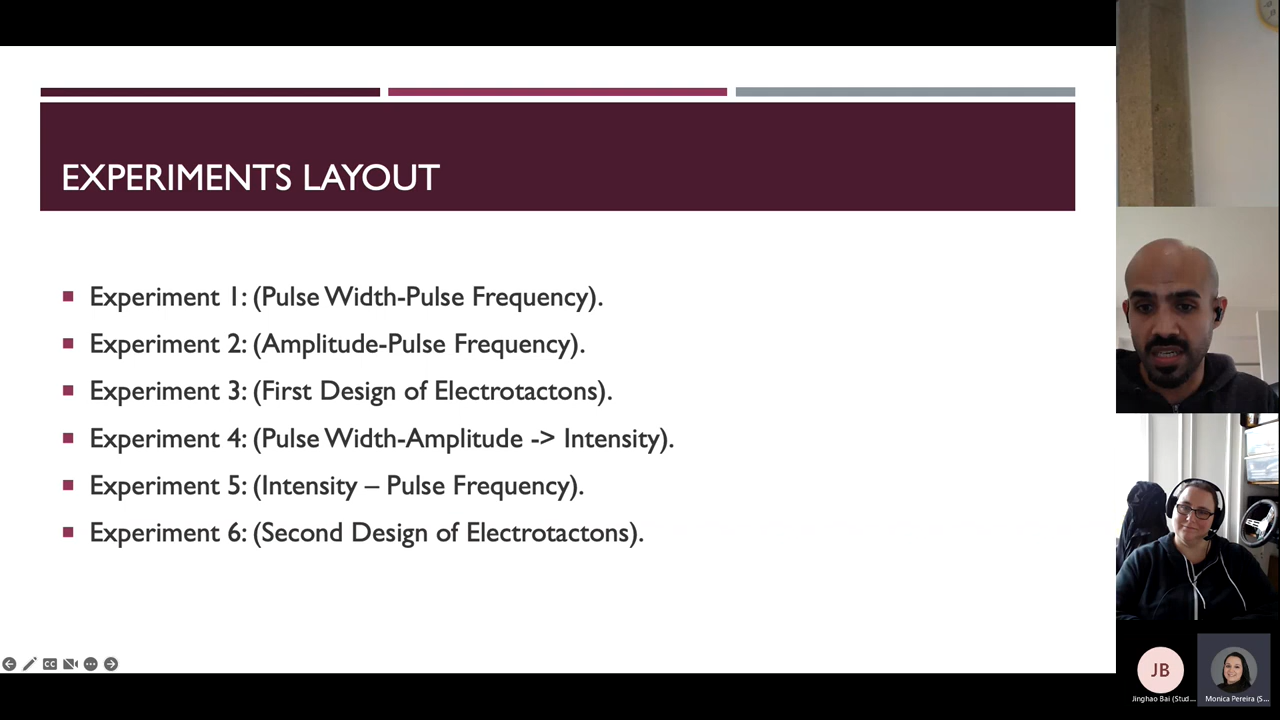 EXPERIMENTS LAYOUT
Experiment 1: (Pulse Width-Pulse Frequency).
Experiment 2: (Amplitude-Pulse Frequency).
Experiment 3: (First Design of Electrotactons).
Experiment 4: (Pulse Width-Amplitude -> Intensity).
Experiment 5: (Intensity – Pulse Frequency).
Experiment 6: (Second Design of Electrotactons).
CC
JB
Jinghao Bai (Stud...
Monica Pereira (S...